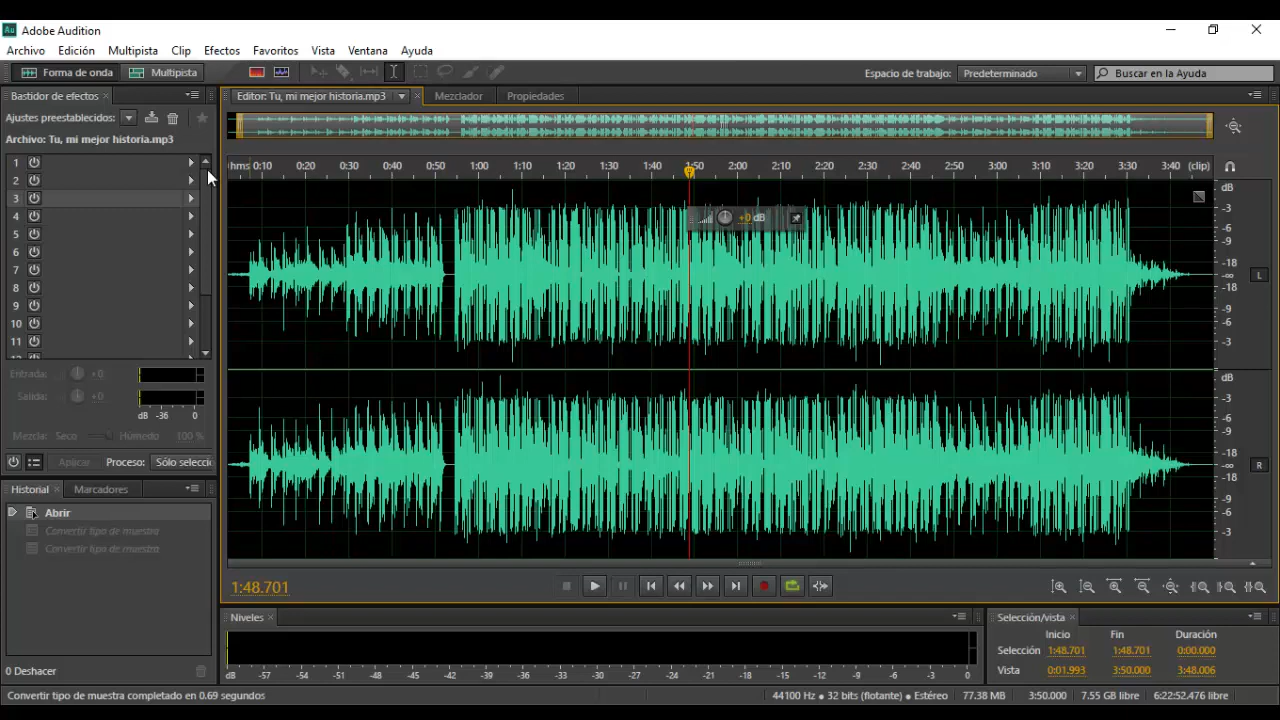 Au Adobe Audition
Archivo Edición Multipista Clip Efectos Favoritos Vista Ventana Ayuda
Forma de onda Multipista Espacio de trabajo: Predeterminado Buscar en la Ayuda
Bastidor de efectos Editor: Tu, mi mejor historia.mp3 Mezclador Propiedades
Ajustes preestablecidos:
Archivo: Tu, mi mejor historia.mp3
hms 0:10 0:20 0:30 0:40 0:50 1:00 1:10 1:20 1:30 1:40 1:50 2:00 2:10 2:20 2:30 2:40 2:50 3:00 3:10 3:20 3:30 3:40 (clip)
1
2
3
4
5
6
7
8
9
10
11
+0 dB
dB
-3
-6
-9
-18
-∞
-18
-9
-6
-3
L
dB
-3
-6
-9
-18
-∞
-18
-9
-6
-3
R
Entrada: +0
Salida: +0
dB -36 0
Mezcla: Seco Húmedo 100 %
Aplicar Proceso: Sólo selecci
Historial Marcadores
Abrir
Convertir tipo de muestra
Convertir tipo de muestra
0 Deshacer
1:48.701
Niveles
dB -57 -54 -51 -48 -45 -42 -39 -36 -33 -30 -27 -24 -21 -18 -15 -12 -9 -6 -3 0
Selección/vista
Inicio Fin Duración
Selección 1:48.701 1:48.701 0:00.000
Vista 0:01.993 3:50.000 3:48.006
Convertir tipo de muestra completado en 0.69 segundos
44100 Hz • 32 bits (flotante) • Estéreo 77.38 MB 3:50.000 7.55 GB libre 6:22:52.476 libre